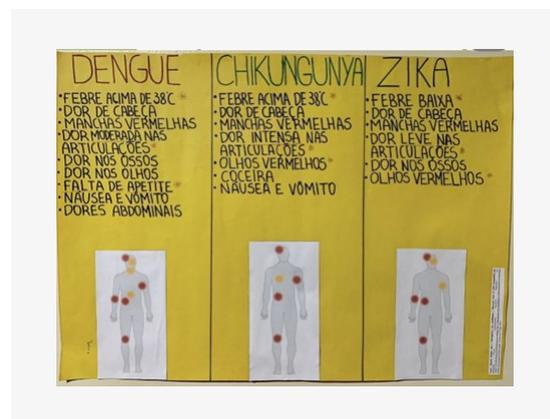 DENGUE
•FEBRE ACIMA DE 38°C *
•DOR DE CABEÇA
•MANCHAS VERMELHAS
•DOR MODERADA NAS
ARTICULAÇÕES *
•DOR NOS OSSOS
•DOR NOS OLHOS
•FALTA DE APETITE *
•NÁUSEA E VÔMITO
•DORES ABDOMINAIS
CHIKUNGUNYA
•FEBRE ACIMA DE 38°C *
•DOR DE CABEÇA
•MANCHAS VERMELHAS
•DOR INTENSA NAS
ARTICULAÇÕES *
•OLHOS VERMELHOS *
•COCEIRA
•NÁUSEA E VÔMITO
ZIKA
•FEBRE BAIXA *
•DOR DE CABEÇA
•MANCHAS VERMELHAS
•DOR LEVE NAS
ARTICULAÇÕES *
•DOR NOS OSSOS
•OLHOS VERMELHOS *